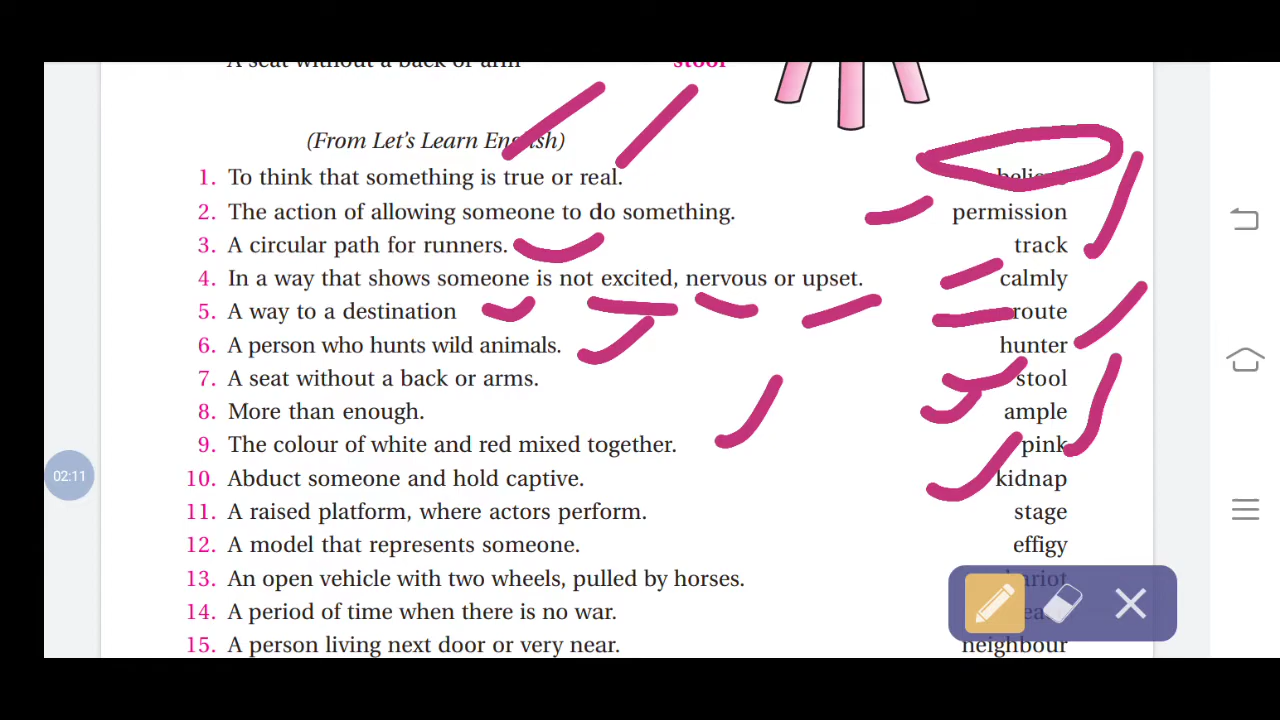 A seat without a back or arm stool
(From Let's Learn English)
1. To think that something is true or real.
2. The action of allowing someone to do something. permission
3. A circular path for runners. track
4. In a way that shows someone is not excited, nervous or upset. calmly
5. A way to a destination route
6. A person who hunts wild animals. hunter
7. A seat without a back or arms. stool
8. More than enough. ample
9. The colour of white and red mixed together. pink
10. Abduct someone and hold captive. kidnap
11. A raised platform, where actors perform. stage
12. A model that represents someone. effigy
13. An open vehicle with two wheels, pulled by horses.
14. A period of time when there is no war.
15. A person living next door or very near. neighbour
02:11